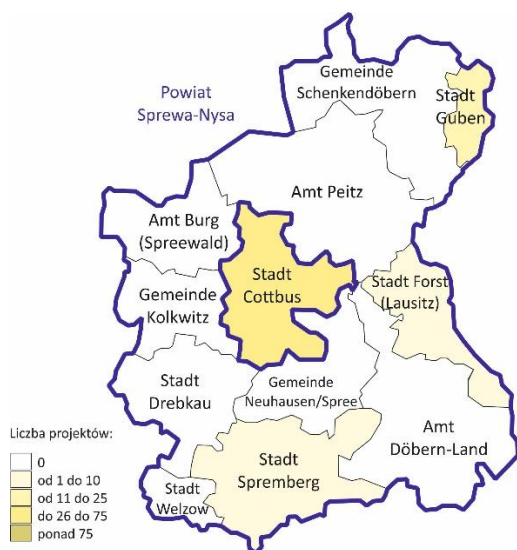 Gemeinde
Schenkendöbern
Powiat
Sprewa-Nysa
Stadt
Guben
Amt Peitz
Amt Burg
(Spreewald)
Stadt
Cottbus
Stadt Forst
(Lausitz)
Gemeinde
Kolkwitz
Stadt
Drebkau
Gemeinde
Neuhausen/Spree
Amt
Döbern-Land
Stadt
Spremberg
Stadt
Welzow
Liczba projektów:
0
od 1 do 10
od 11 do 25
do 26 do 75
ponad 75